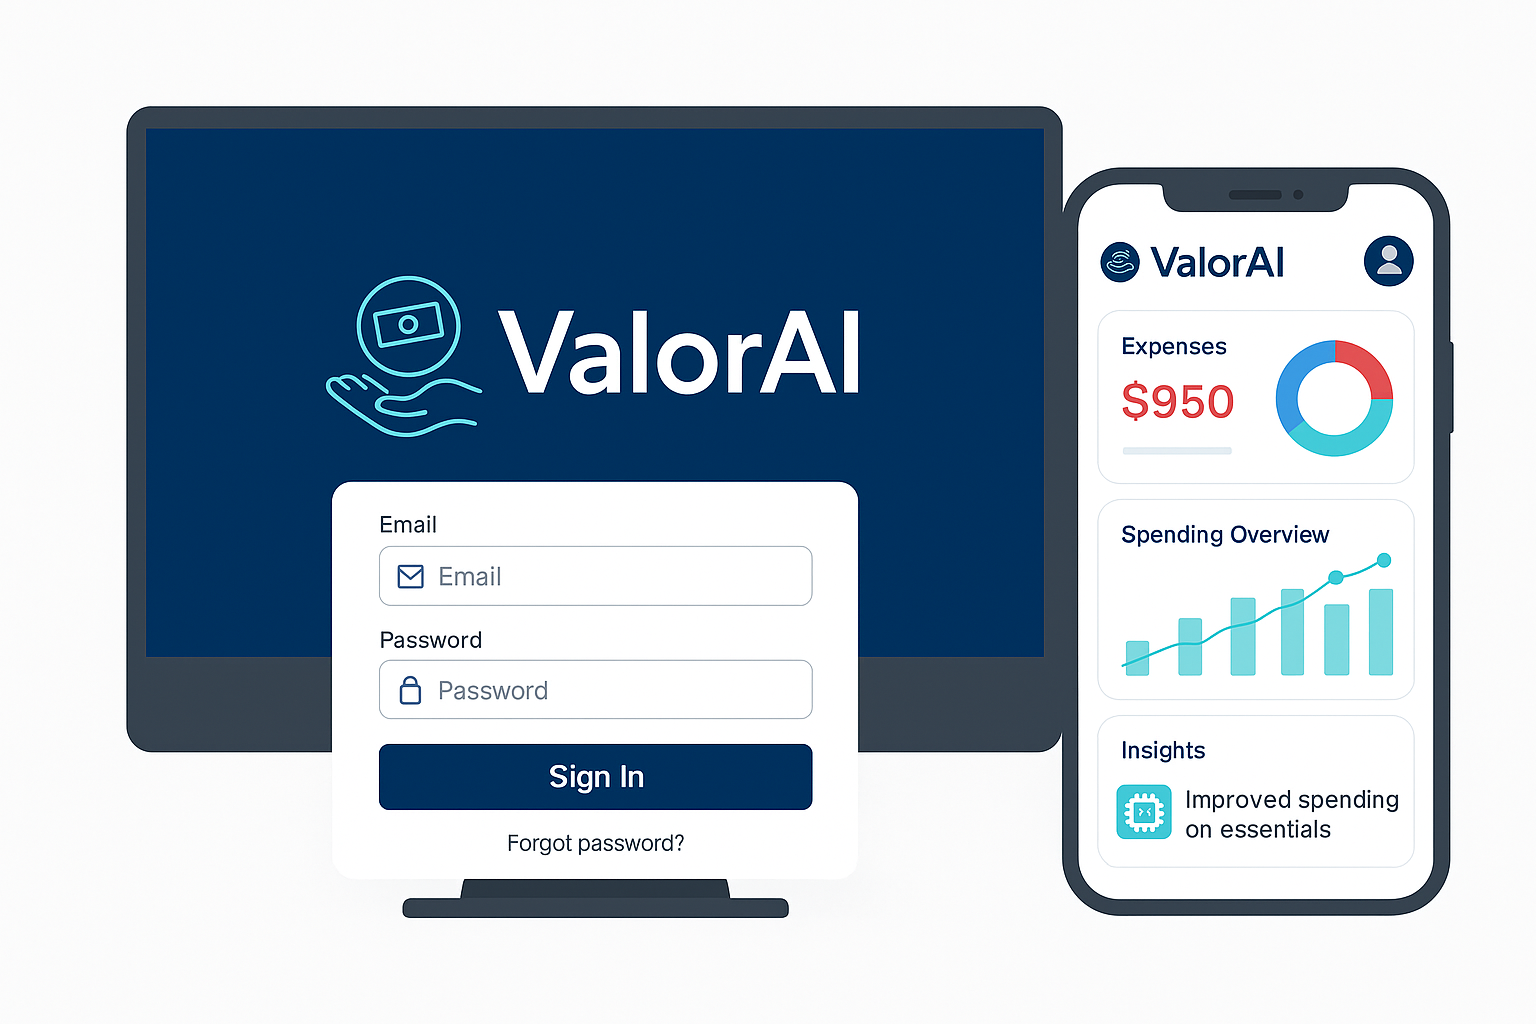 ValorAI
Email
Email
Password
Password
Sign In
Forgot password?
ValorAI
Expenses
$950
Spending Overview
Insights
Improved spending
on essentials